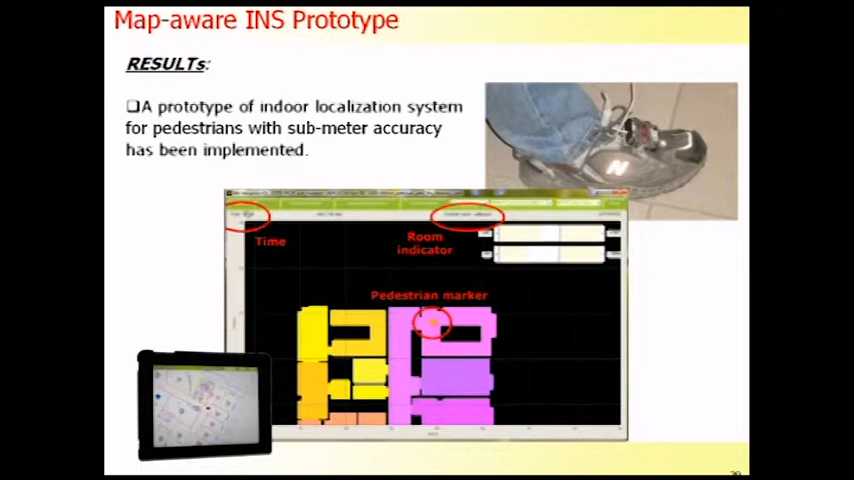 Map-aware INS Prototype
RESULTs:
❑A prototype of indoor localization system
for pedestrians with sub-meter accuracy
has been implemented.
Time
Room
indicator
Pedestrian marker
N